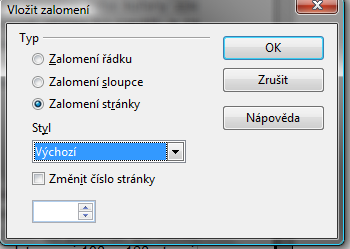 Vložit zalomení
Typ
Zalomení řádku
Zalomení sloupce
Zalomení stránky
Styl
Výchozí
Změnit číslo stránky
OK
Zrušit
Nápověda